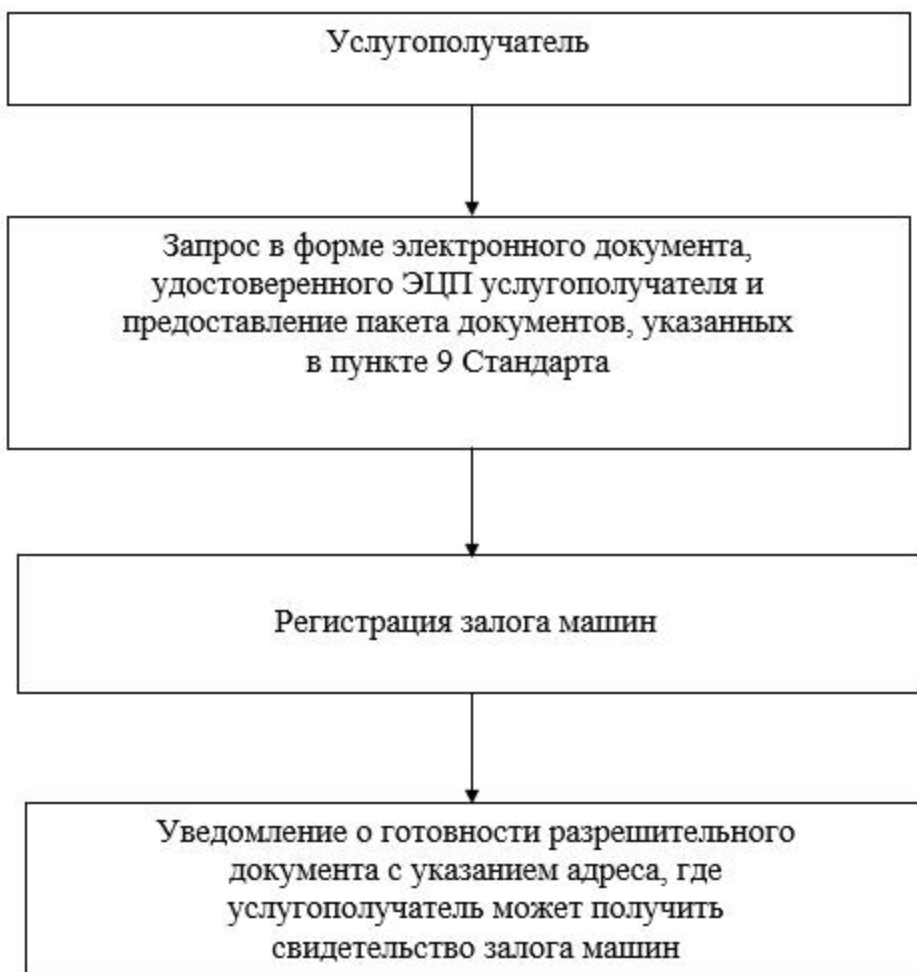 Услугополучатель
Запрос в форме электронного документа,
удостоверенного ЭЦП услугополучателя и
предоставление пакета документов, указанных
в пункте 9 Стандарта
Регистрация залога машин
Уведомление о готовности разрешительного
документа с указанием адреса, где
услугополучатель может получить
свидетельство залога машин